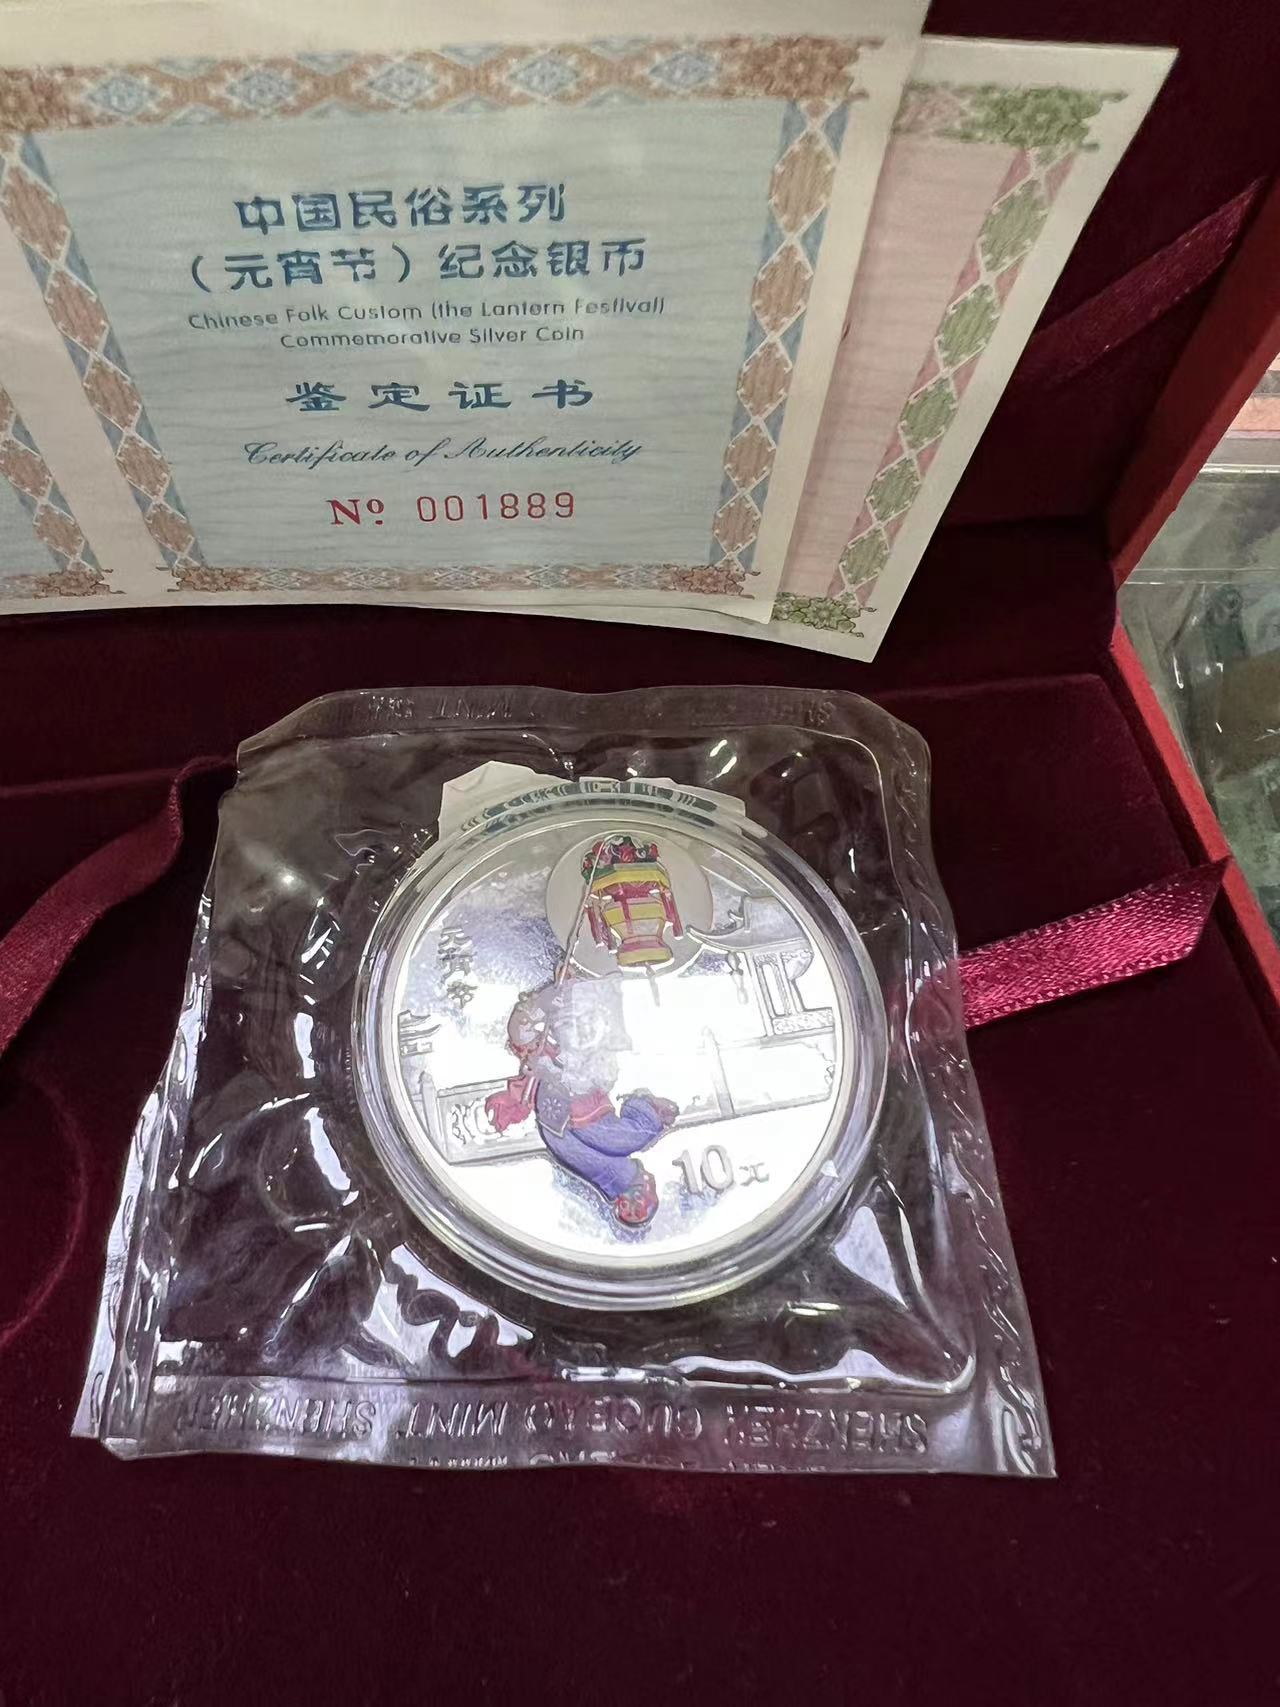 中国民俗系列
（元宵节）纪念银币
Chinese Folk Custom (the Lantern Festival)
Commemorative Silver Coin
鉴定证书
Certificate of Authenticity
Nº 001889
元宵节
10元
SHENZHEN GUOBAO MINT SHENZHEN